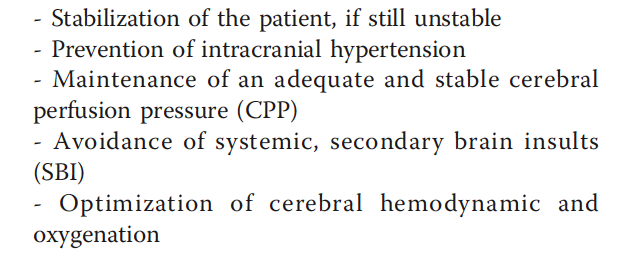 - Stabilization of the patient, if still unstable
- Prevention of intracranial hypertension
- Maintenance of an adequate and stable cerebral
perfusion pressure (CPP)
- Avoidance of systemic, secondary brain insults
(SBI)
- Optimization of cerebral hemodynamic and
oxygenation